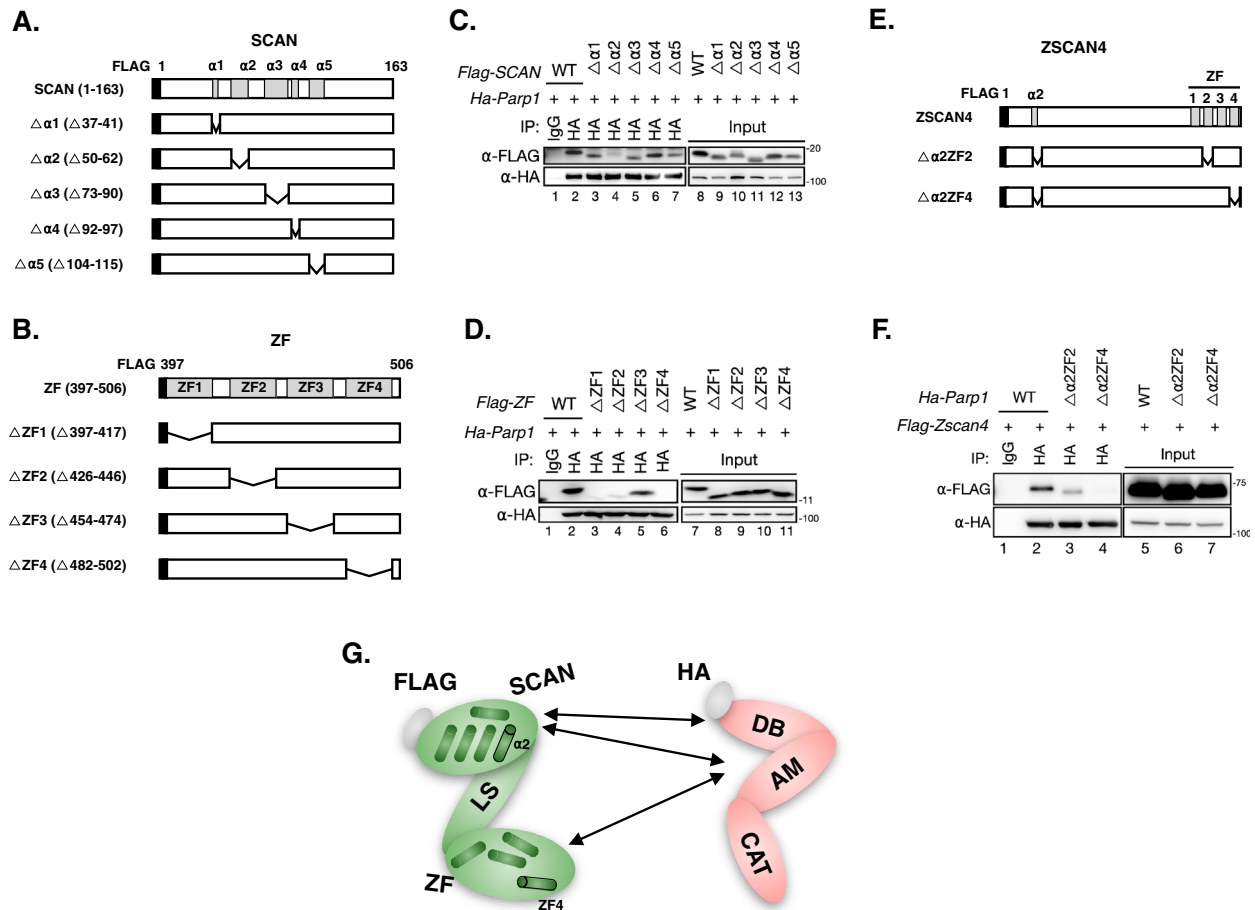 A.
SCAN
FLAG 1 α1 α2 α3 α4 α5 163
SCAN (1-163)
△α1 (△37-41)
△α2 (△50-62)
△α3 (△73-90)
△α4 (△92-97)
△α5 (△104-115)
B.
ZF
FLAG 397 506
ZF (397-506) ZF1 ZF2 ZF3 ZF4
△ZF1 (△397-417)
△ZF2 (△426-446)
△ZF3 (△454-474)
△ZF4 (△482-502)
C.
Flag-SCAN WT △α1 △α2 △α3 △α4 △α5 WT △α1 △α2 △α3 △α4 △α5
Ha-Parp1 + + + + + + + + + + + + +
IP: IgG HA HA HA HA HA HA Input
α-FLAG -20
α-HA -100
1 2 3 4 5 6 7 8 9 10 11 12 13
D.
Flag-ZF WT △ZF1 △ZF2 △ZF3 △ZF4 WT △ZF1 △ZF2 △ZF3 △ZF4
Ha-Parp1 + + + + + + + + + + +
IP: IgG HA HA HA HA HA Input
α-FLAG -11
α-HA -100
1 2 3 4 5 6 7 8 9 10 11
E.
ZSCAN4
ZF
FLAG 1 α2 1 2 3 4
ZSCAN4
△α2ZF2
△α2ZF4
F.
Ha-Parp1 WT △α2ZF2 △α2ZF4 WT △α2ZF2 △α2ZF4
Flag-Zscan4 + + + + + + +
IP: IgG HA HA HA Input
α-FLAG -75
α-HA -100
1 2 3 4 5 6 7
G.
FLAG SCAN HA
α2 DB
LS AM
CAT
ZF
ZF4